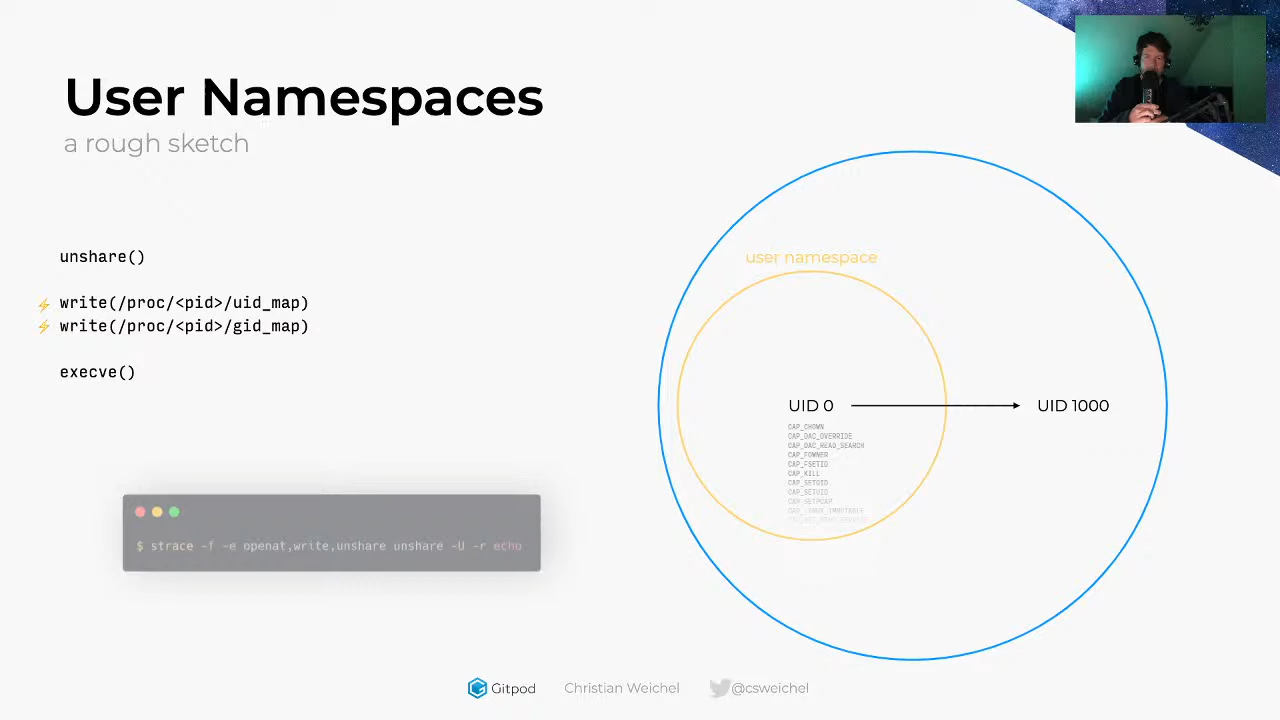 User Namespaces
a rough sketch
unshare()
⚡ write(/proc/<pid>/uid_map)
⚡ write(/proc/<pid>/gid_map)
execve()
$ strace -f -e openat,write,unshare unshare -U -r echo
user namespace
UID 0
UID 1000
CAP_CHOWN
CAP_DAC_OVERRIDE
CAP_DAC_READ_SEARCH
CAP_FOWNER
CAP_FSETID
CAP_KILL
CAP_SETGID
CAP_SETUID
CAP_SETPCAP
CAP_LINUX_IMMUTABLE
Gitpod
Christian Weichel
@csweichel